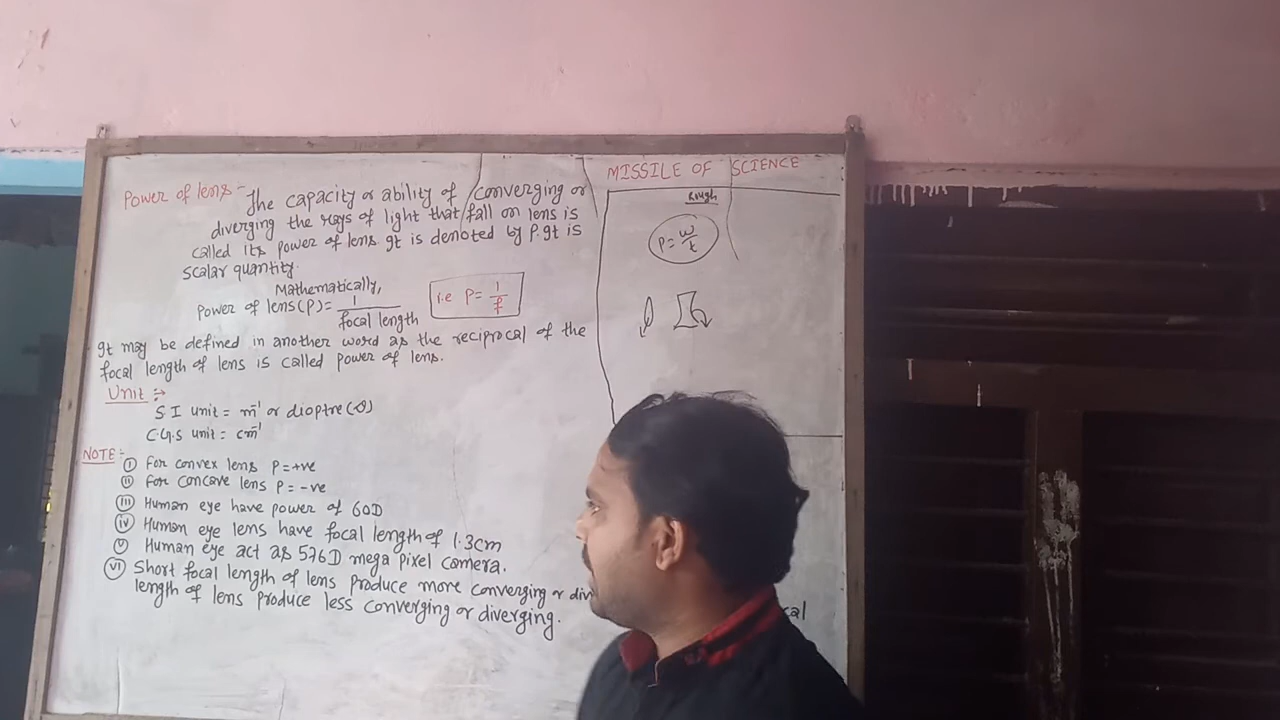 Power of lens - The capacity or ability of converging or
diverging the rays of light that fall on lens is
called its power of lens. It is denoted by P. It is
scalar quantity.
Mathematically,
Power of lens (P) = 1/focal length
i.e P = 1/f
It may be defined in another word as the reciprocal of the
focal length of lens is called power of lens.
Unit :→
S.I unit = m⁻¹ or dioptre (D)
C.G.S unit = cm⁻¹
NOTE :-
(i) For convex lens P = +ve
(ii) For concave lens P = -ve
(iii) Human eye have power of 60D
(iv) Human eye lens have focal length of 1.3cm
(v) Human eye act as 576D mega pixel camera.
(vi) Short focal length of lens produce more converging or div
cal
length of lens produce less converging or diverging.
MISSILE OF SCIENCE
Rough
P = W/t